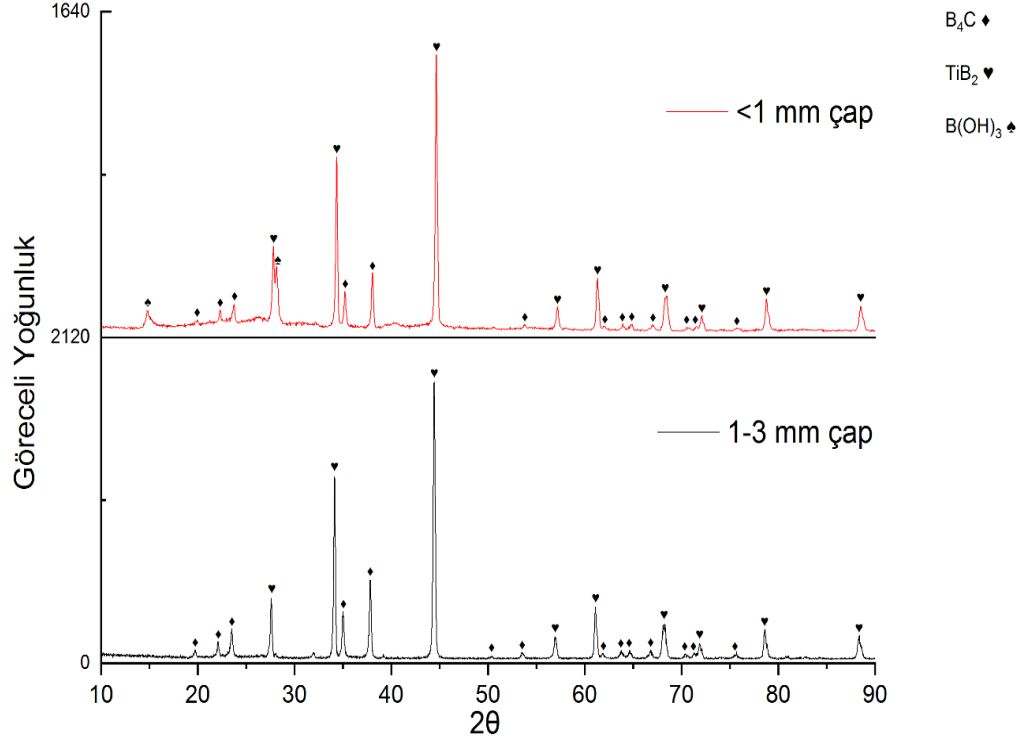 1640
B₄C ♦
TiB₂ ♥
B(OH)₃ ♠
<1 mm çap
Göreceli Yoğunluk
2120
1-3 mm çap
0
10 20 30 40 50 60 70 80 90
2θ